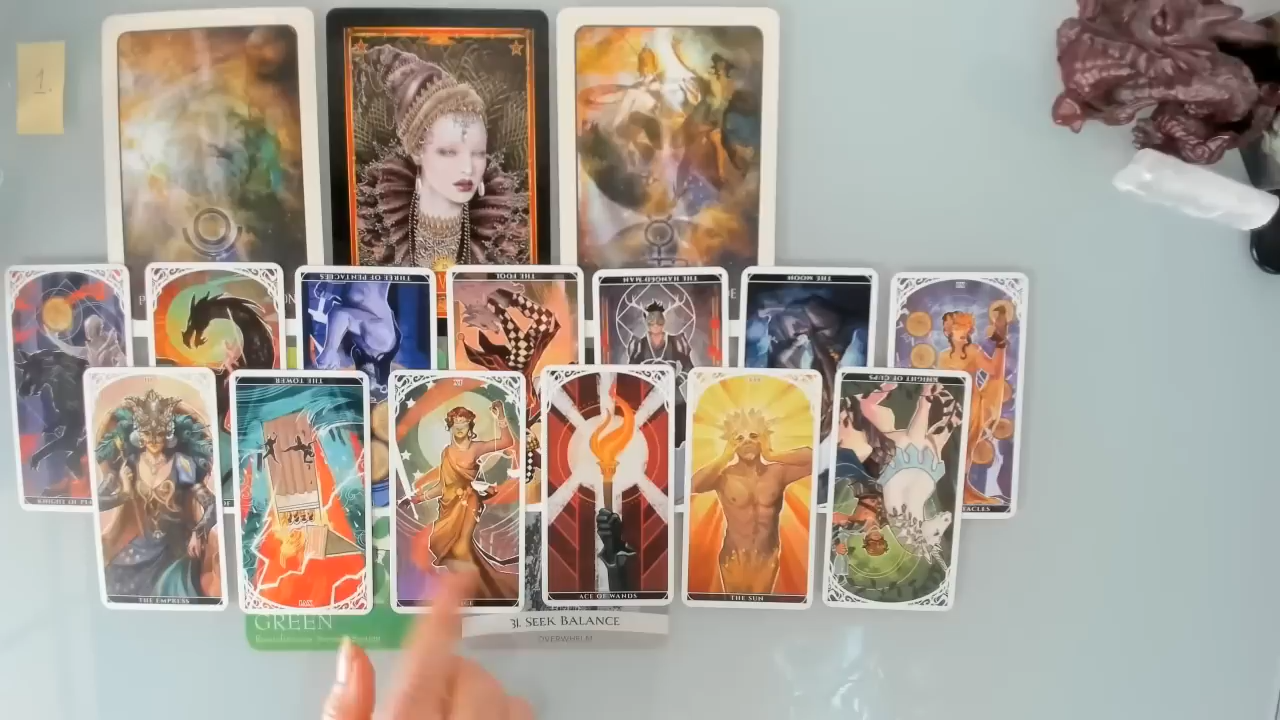 1.
THREE OF PENTACLES
THE FOOL
THE HANGED MAN
THE MOON
KNIGHT OF
THE EMPRESS
THE TOWER
ACE OF WANDS
THE SUN
KNIGHT OF CUPS
TACLES
GREEN
31. SEEK BALANCE
OVERWHELM